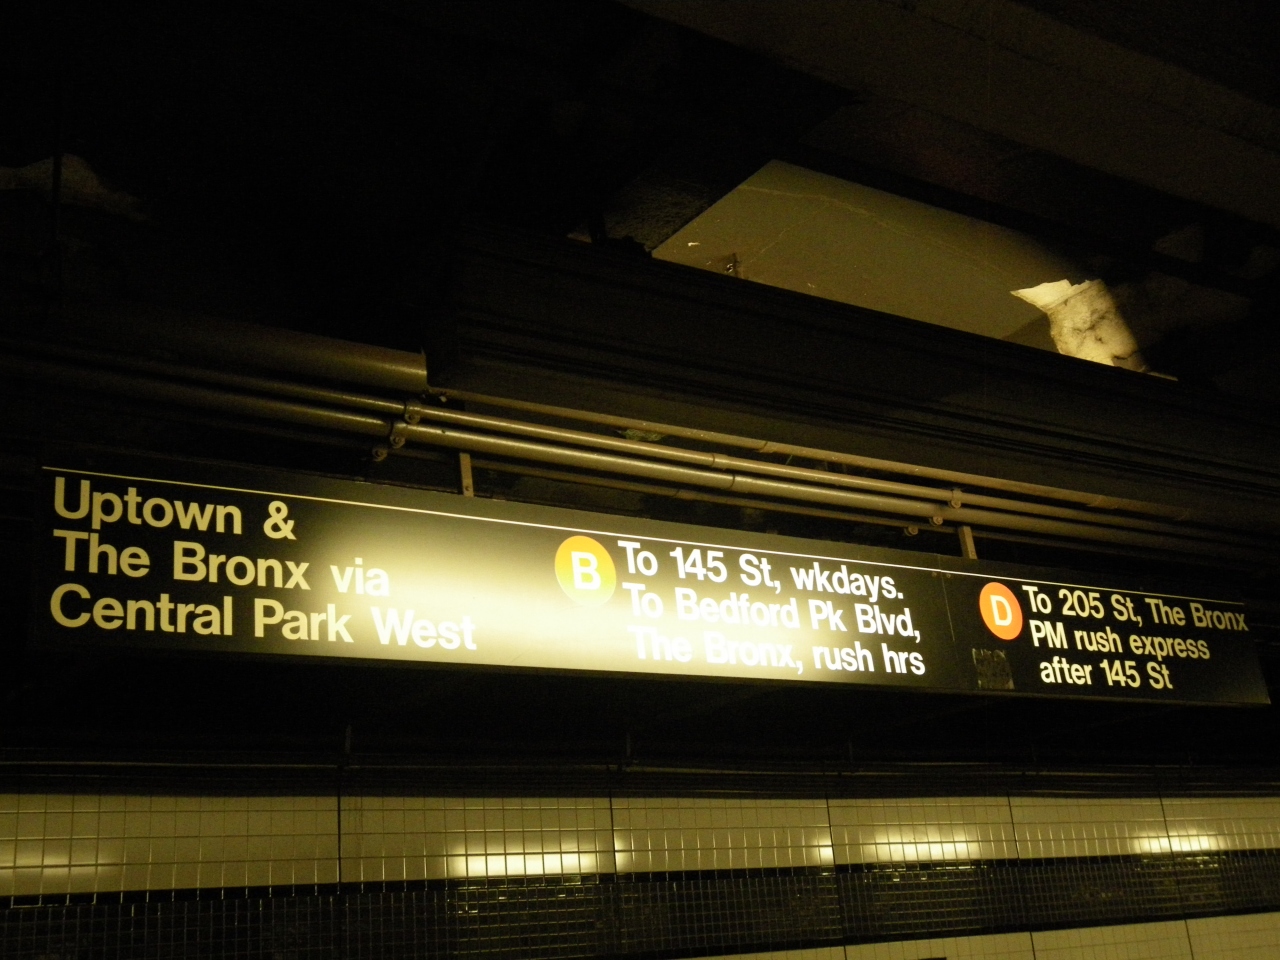 Uptown &
The Bronx via
Central Park West
B
To 145 St, wkdays.
To Bedford Pk Blvd,
The Bronx, rush hrs
D
To 205 St, The Bronx
PM rush express
after 145 St